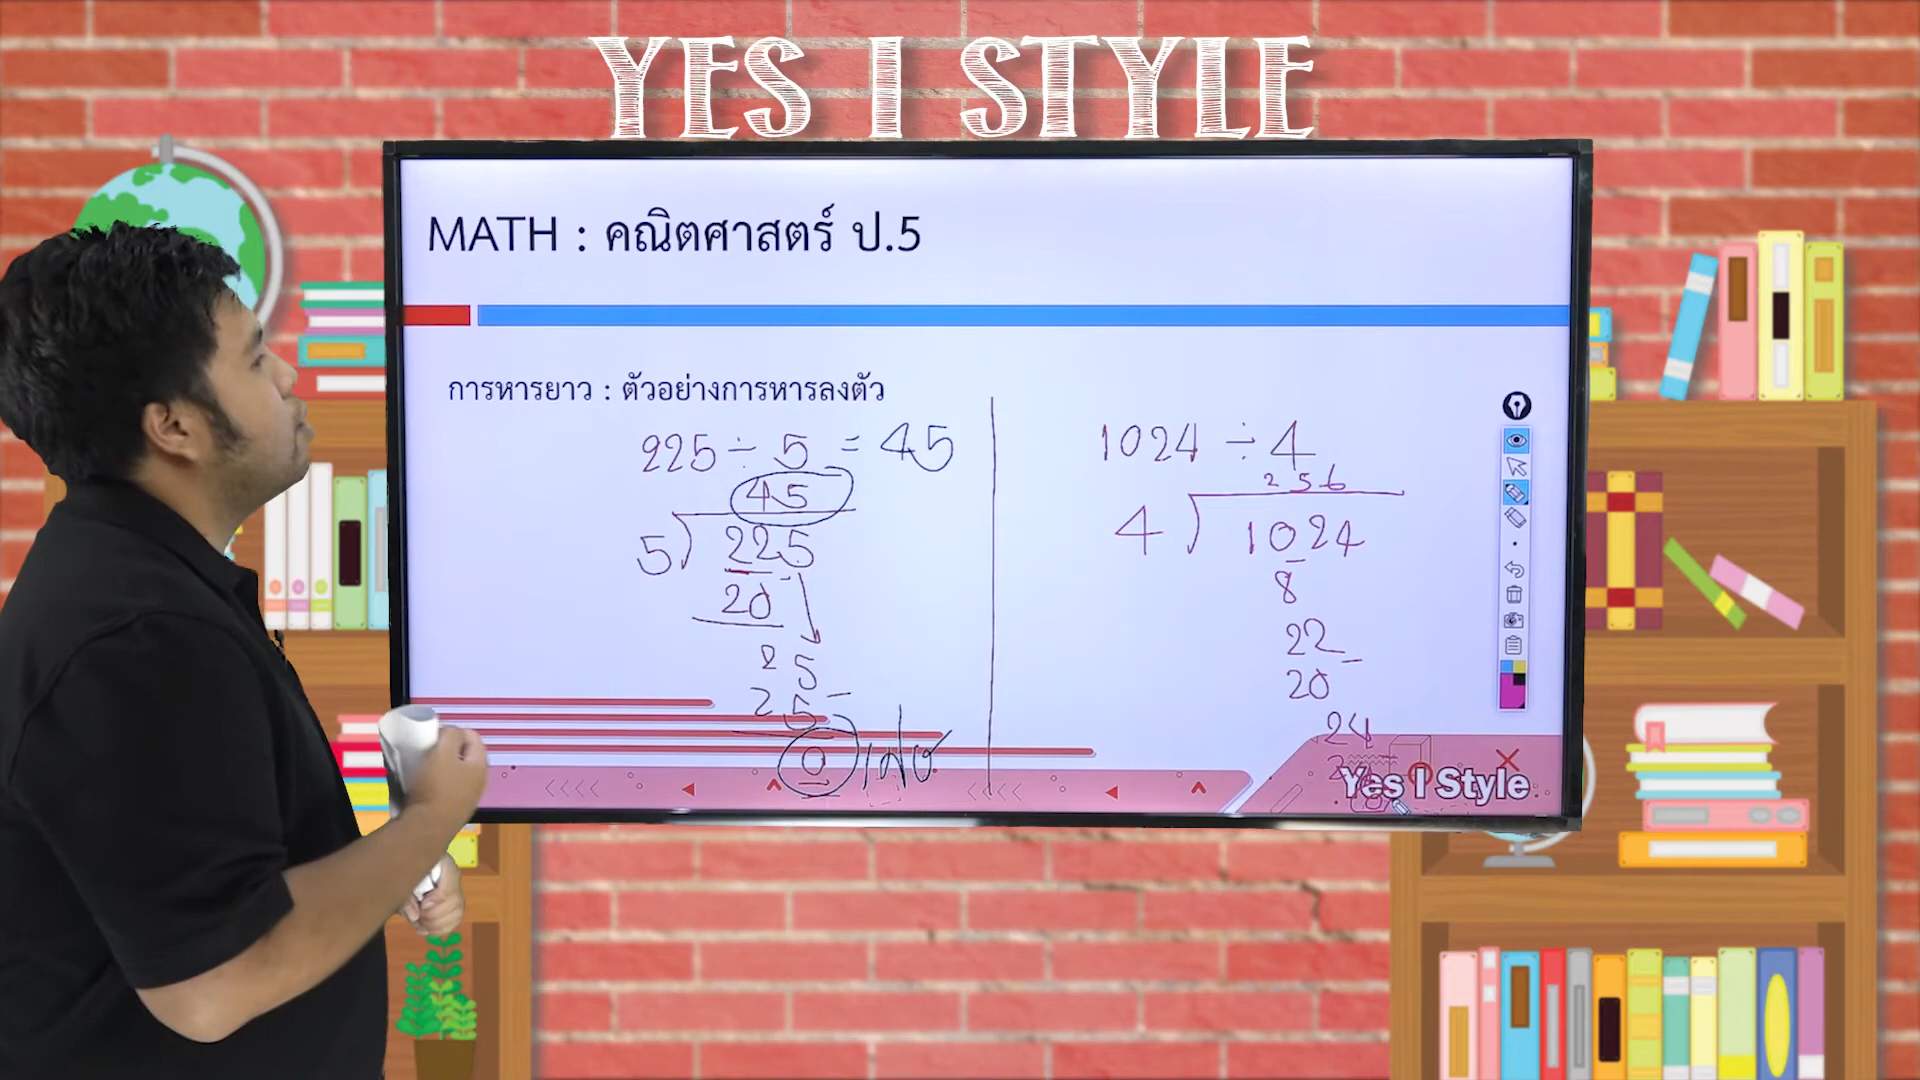 YES I STYLE
MATH : คณิตศาสตร์ ป.5
การหารยาว : ตัวอย่างการหารลงตัว
225 ÷ 5 = 45
45
5 225
20
25
25
0 เศษ
1024 ÷ 4
256
4 1024
8
22
20
24
Yes I Style